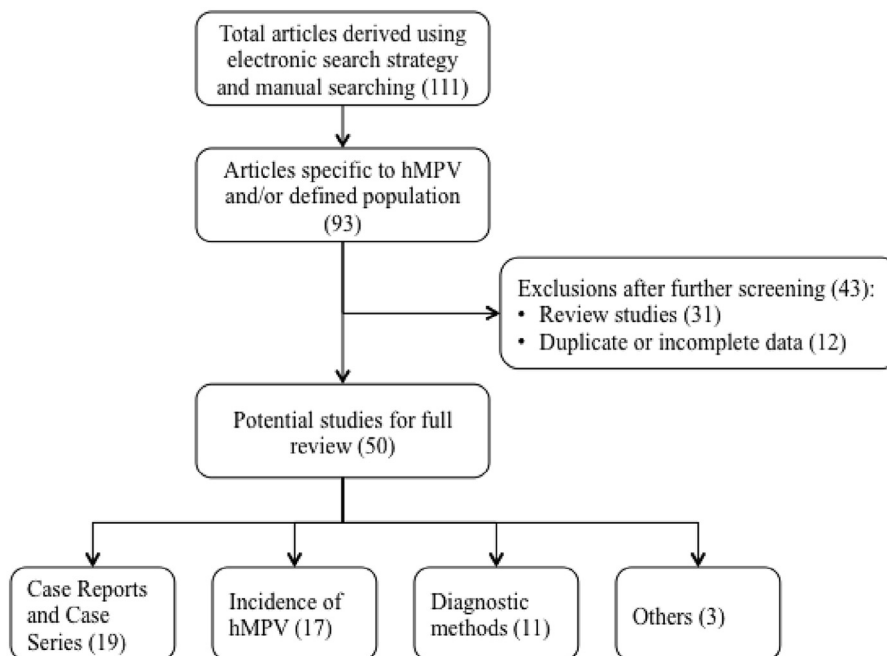 Total articles derived using
electronic search strategy
and manual searching (111)
Articles specific to hMPV
and/or defined population
(93)
Exclusions after further screening (43):
• Review studies (31)
• Duplicate or incomplete data (12)
Potential studies for full
review (50)
Case Reports
and Case
Series (19)
Incidence of
hMPV (17)
Diagnostic
methods (11)
Others (3)